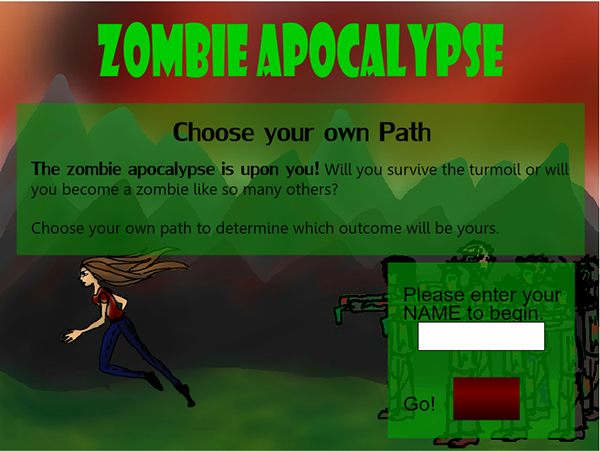 ZOMBIE APOCALYPSE
Choose your own Path
The zombie apocalypse is upon you! Will you survive the turmoil or will
you become a zombie like so many others?
Choose your own path to determine which outcome will be yours.
Please enter your
NAME to begin.
Go!